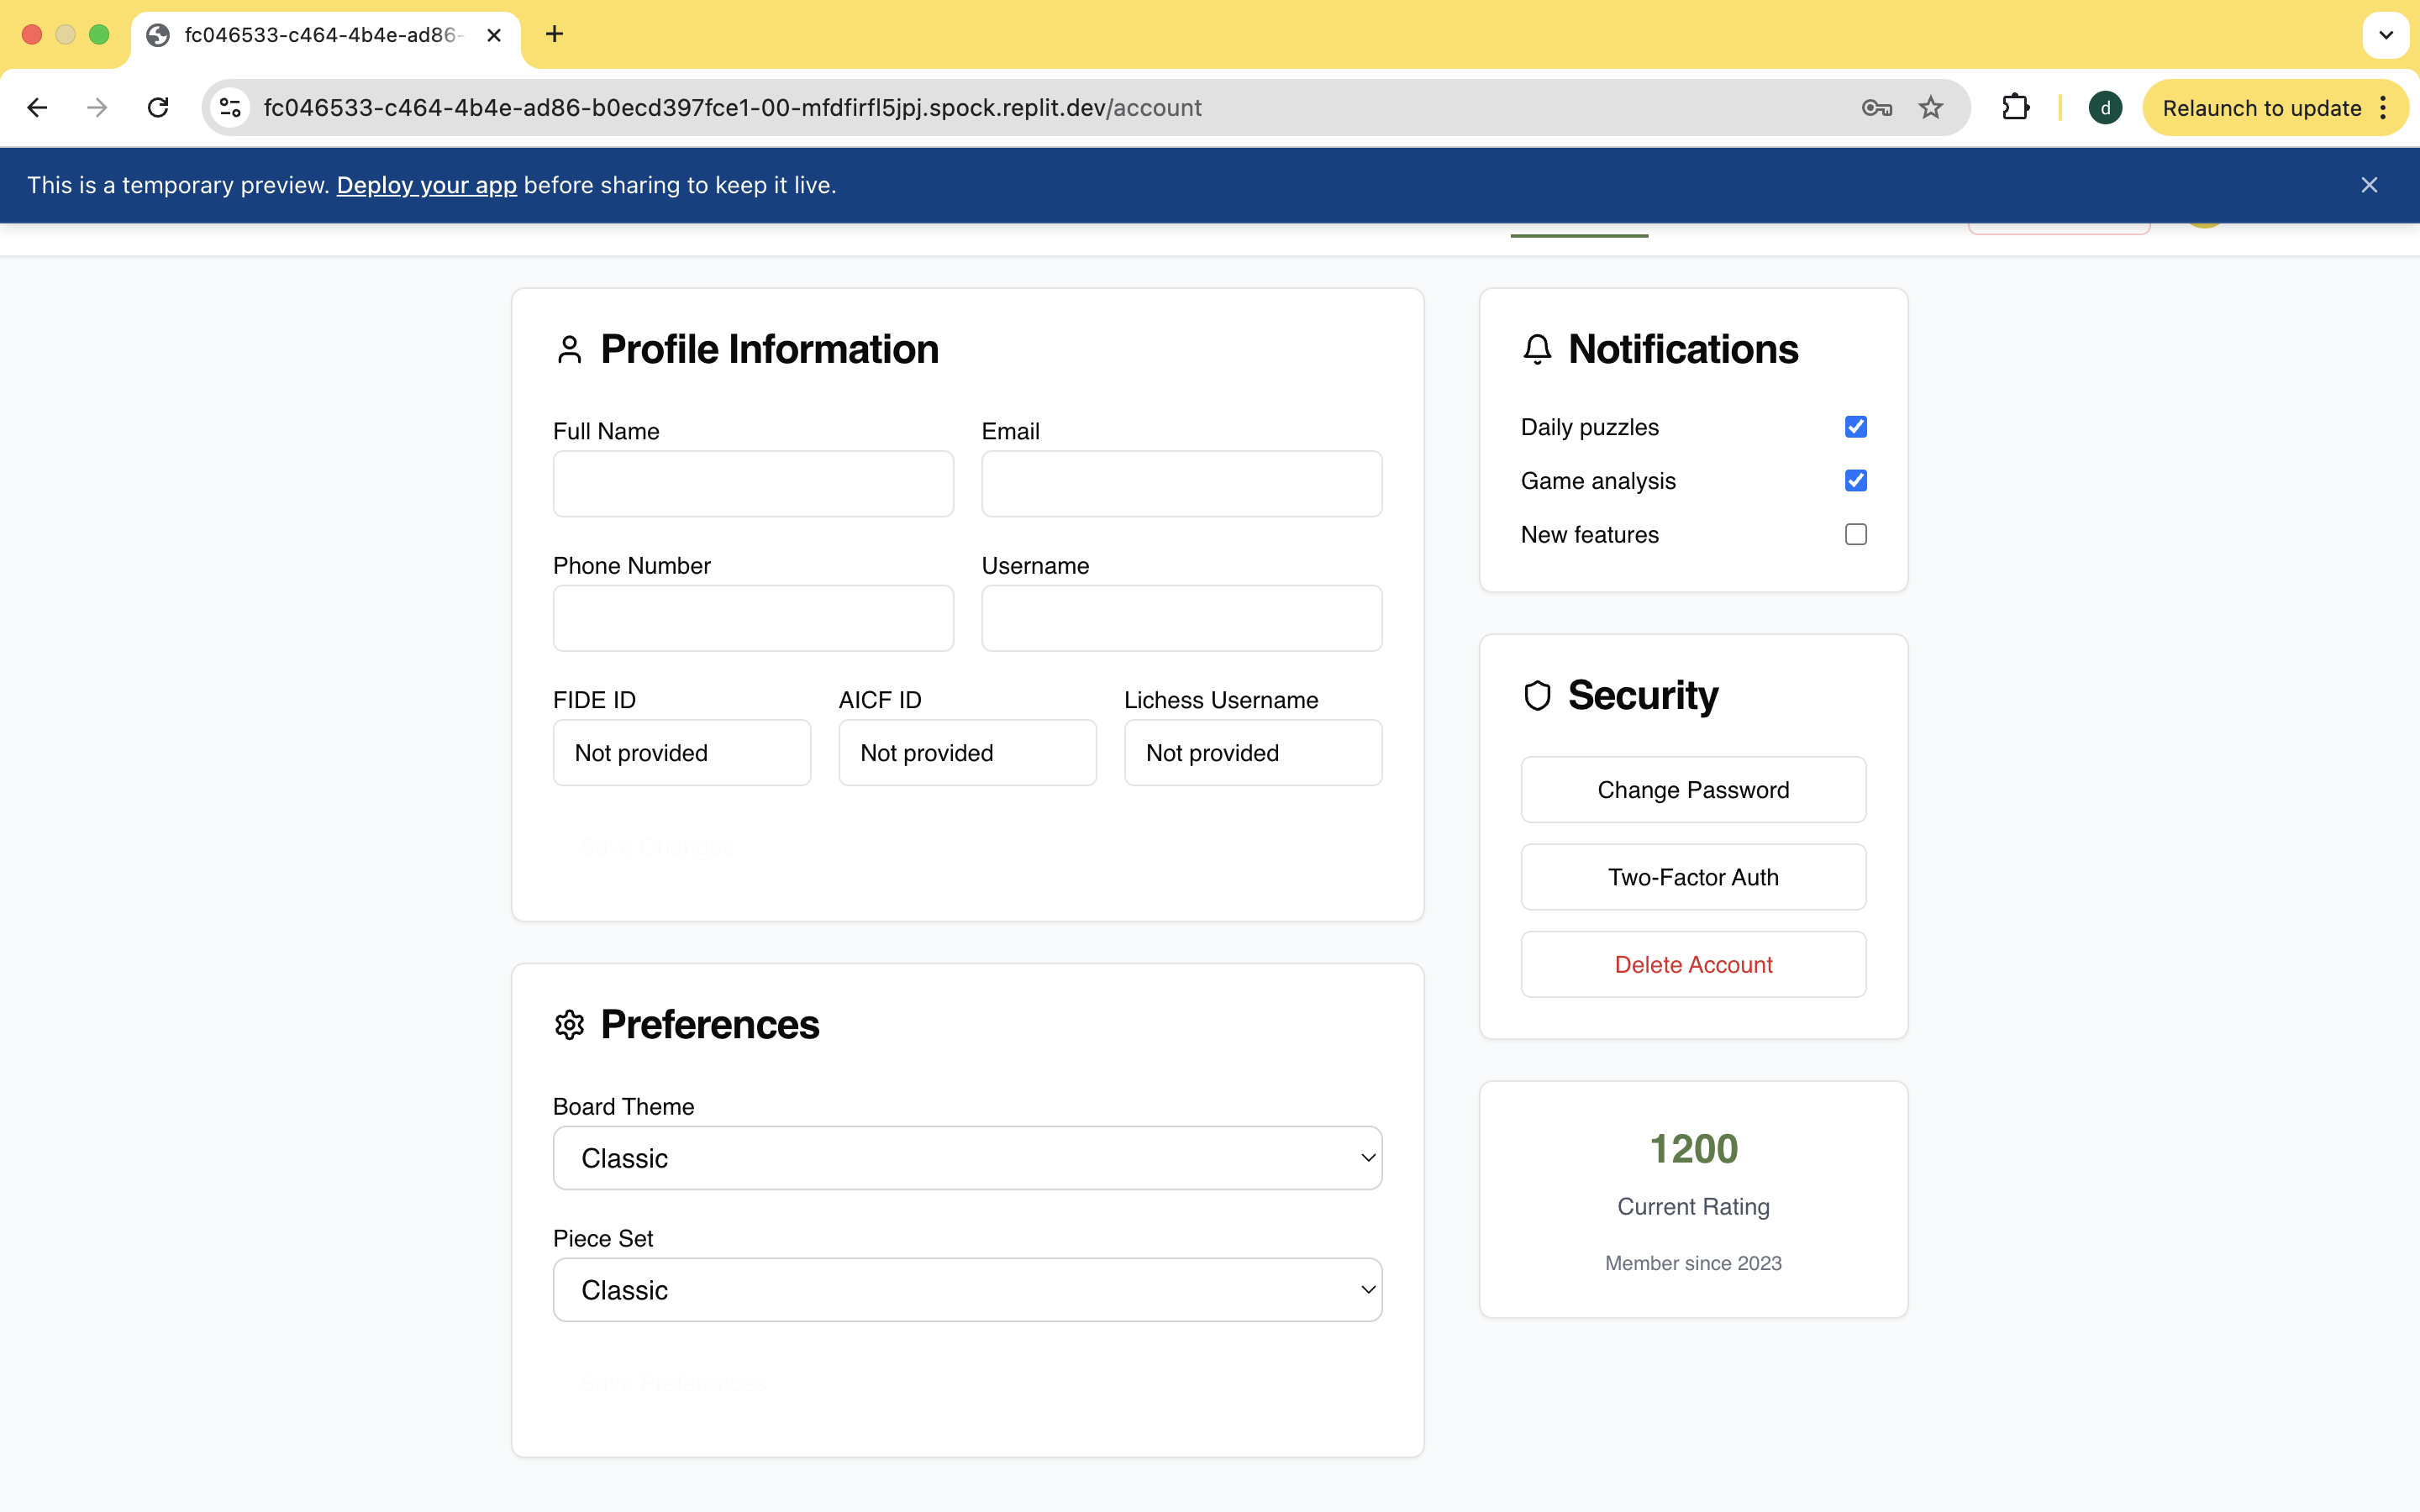 fc046533-c464-4b4e-ad86-
fc046533-c464-4b4e-ad86-b0ecd397fce1-00-mfdfirfl5jpj.spock.replit.dev/account
d
Relaunch to update
This is a temporary preview. Deploy your app before sharing to keep it live.
Profile Information
Full Name
Email
Phone Number
Username
FIDE ID
AICF ID
Lichess Username
Not provided
Not provided
Not provided
Save Changes
Preferences
Board Theme
Classic
Piece Set
Classic
Notifications
Daily puzzles
Game analysis
New features
Security
Change Password
Two-Factor Auth
Delete Account
1200
Current Rating
Member since 2023